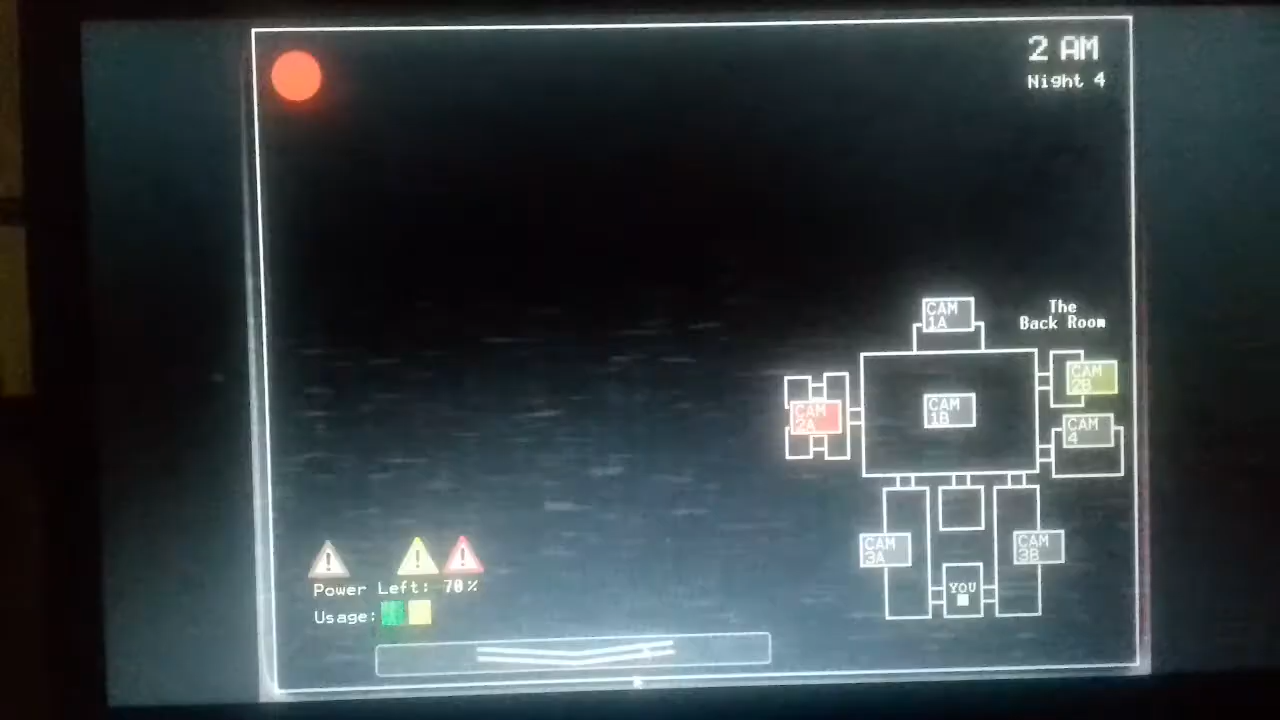 2 AM
Night 4
CAM
1A
The
Back Room
CAM
2B
CAM
1B
CAM
2A
CAM
4
CAM
3A
CAM
3B
YOU
! ! !
Power Left: 70%
Usage: